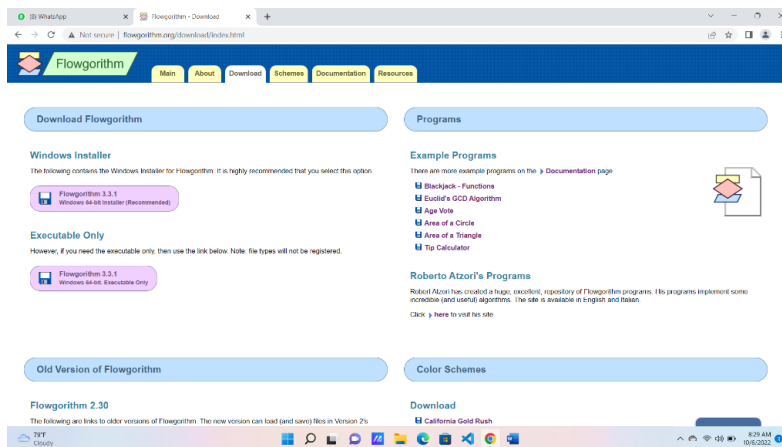 (8) WhatsApp
Flowgorithm - Download
Not secure | flowgorithm.org/download/index.html
Flowgorithm
Main
About
Download
Schemes
Documentation
Resources
Download Flowgorithm
Windows Installer
The following contains the Windows Installer for Flowgorithm. It is highly recommended that you select this option.
Flowgorithm 3.3.1
Windows 64-bit Installer (Recommended)
Executable Only
However, if you need the executable only, then use the link below. Note: file types will not be registered.
Flowgorithm 3.3.1
Windows 64-bit. Executable Only
Programs
Example Programs
There are more example programs on the Documentation page
Blackjack - Functions
Euclid's GCD Algorithm
Age Vote
Area of a Circle
Area of a Triangle
Tip Calculator
Roberto Atzori's Programs
Robert Atzori has created a huge, excellent, repository of Flowgorithm programs. His programs implement some
incredible (and useful) algorithms. The site is available in English and Italian.
Click here to visit his site
Old Version of Flowgorithm
Flowgorithm 2.30
The following are links to older versions of Flowgorithm. The new version can load (and save) files in Version 2's
Color Schemes
Download
California Gold Rush
79°F
Cloudy
8:29 AM
10/6/2022